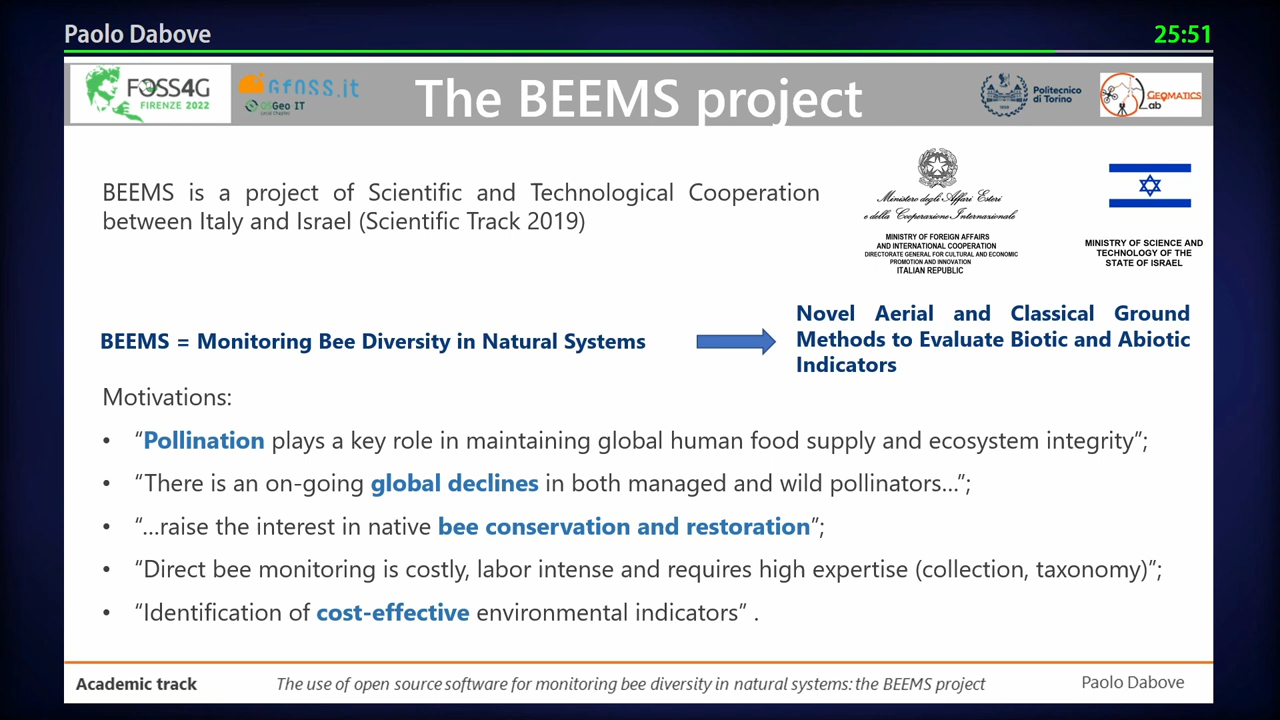 Paolo Dabove
25:51
FOSS4G
FIRENZE 2022
GFOSS.it
OSGeo IT
Local Chapter
The BEEMS project
Politecnico
di Torino
GEOMATICS
Lab
BEEMS is a project of Scientific and Technological Cooperation
between Italy and Israel (Scientific Track 2019)
Ministero degli Affari Esteri
e della Cooperazione Internazionale
MINISTRY OF FOREIGN AFFAIRS
AND INTERNATIONAL COOPERATION
DIRECTORATE GENERAL FOR CULTURAL AND ECONOMIC
PROMOTION AND INNOVATION
ITALIAN REPUBLIC
MINISTRY OF SCIENCE AND
TECHNOLOGY OF THE
STATE OF ISRAEL
BEEMS = Monitoring Bee Diversity in Natural Systems
Novel Aerial and Classical Ground
Methods to Evaluate Biotic and Abiotic
Indicators
Motivations:
• “Pollination plays a key role in maintaining global human food supply and ecosystem integrity”;
• “There is an on-going global declines in both managed and wild pollinators…”;
• “…raise the interest in native bee conservation and restoration”;
• “Direct bee monitoring is costly, labor intense and requires high expertise (collection, taxonomy)”;
• “Identification of cost-effective environmental indicators” .
Academic track
The use of open source software for monitoring bee diversity in natural systems: the BEEMS project
Paolo Dabove